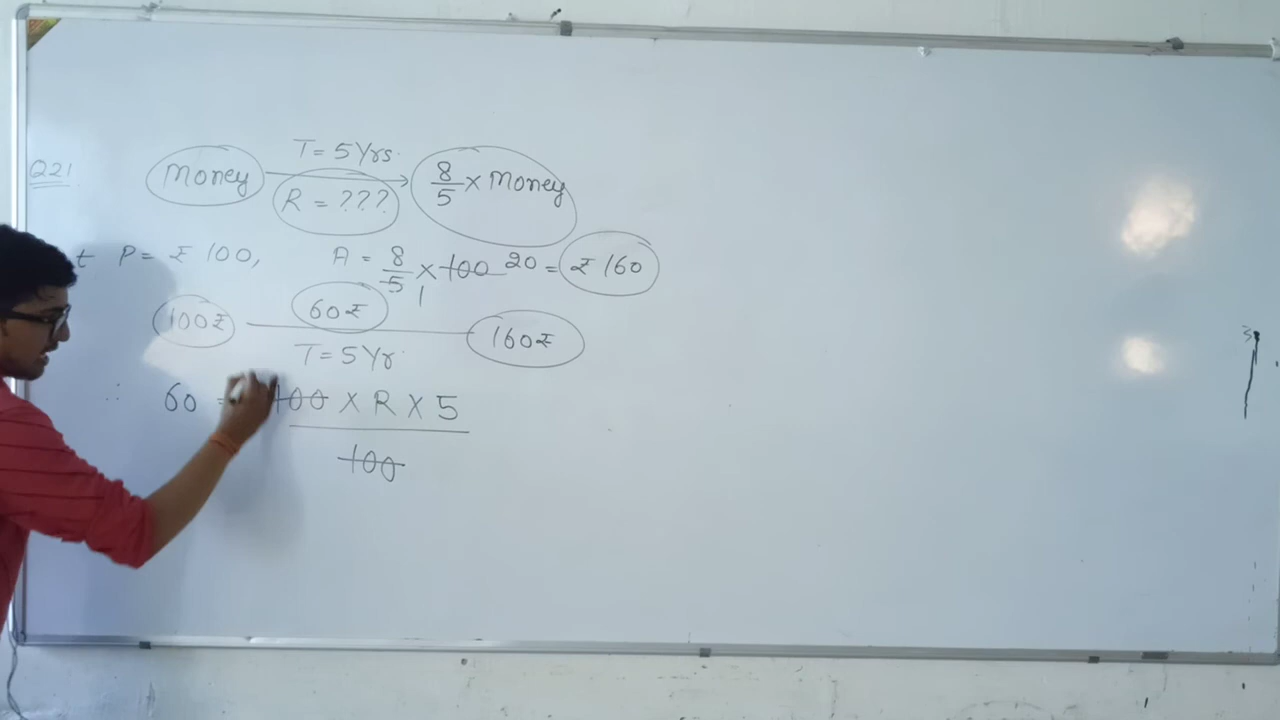 Q21.
Money T = 5 Yrs. R = ??? 8/5 × Money
t P = ₹ 100, A = 8/5 × 100 20 = ₹ 160
1
100₹ 60₹ 160₹
T = 5 Yr.
∴ 60 = 100 × R × 5
100